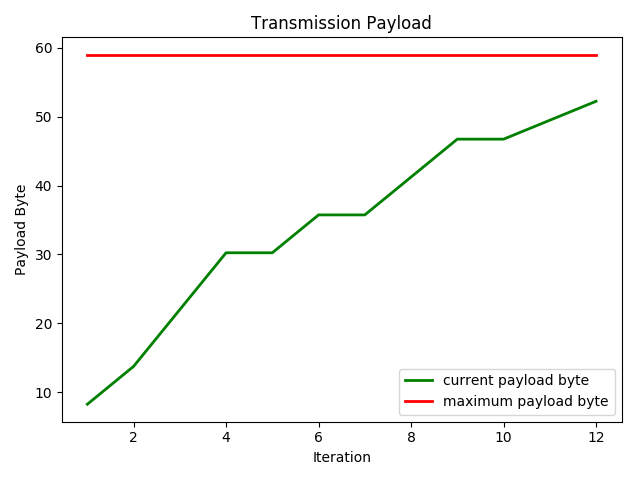 Transmission Payload
60
50
40
30
20
10
Payload Byte
current payload byte
maximum payload byte
2 4 6 8 10 12
Iteration